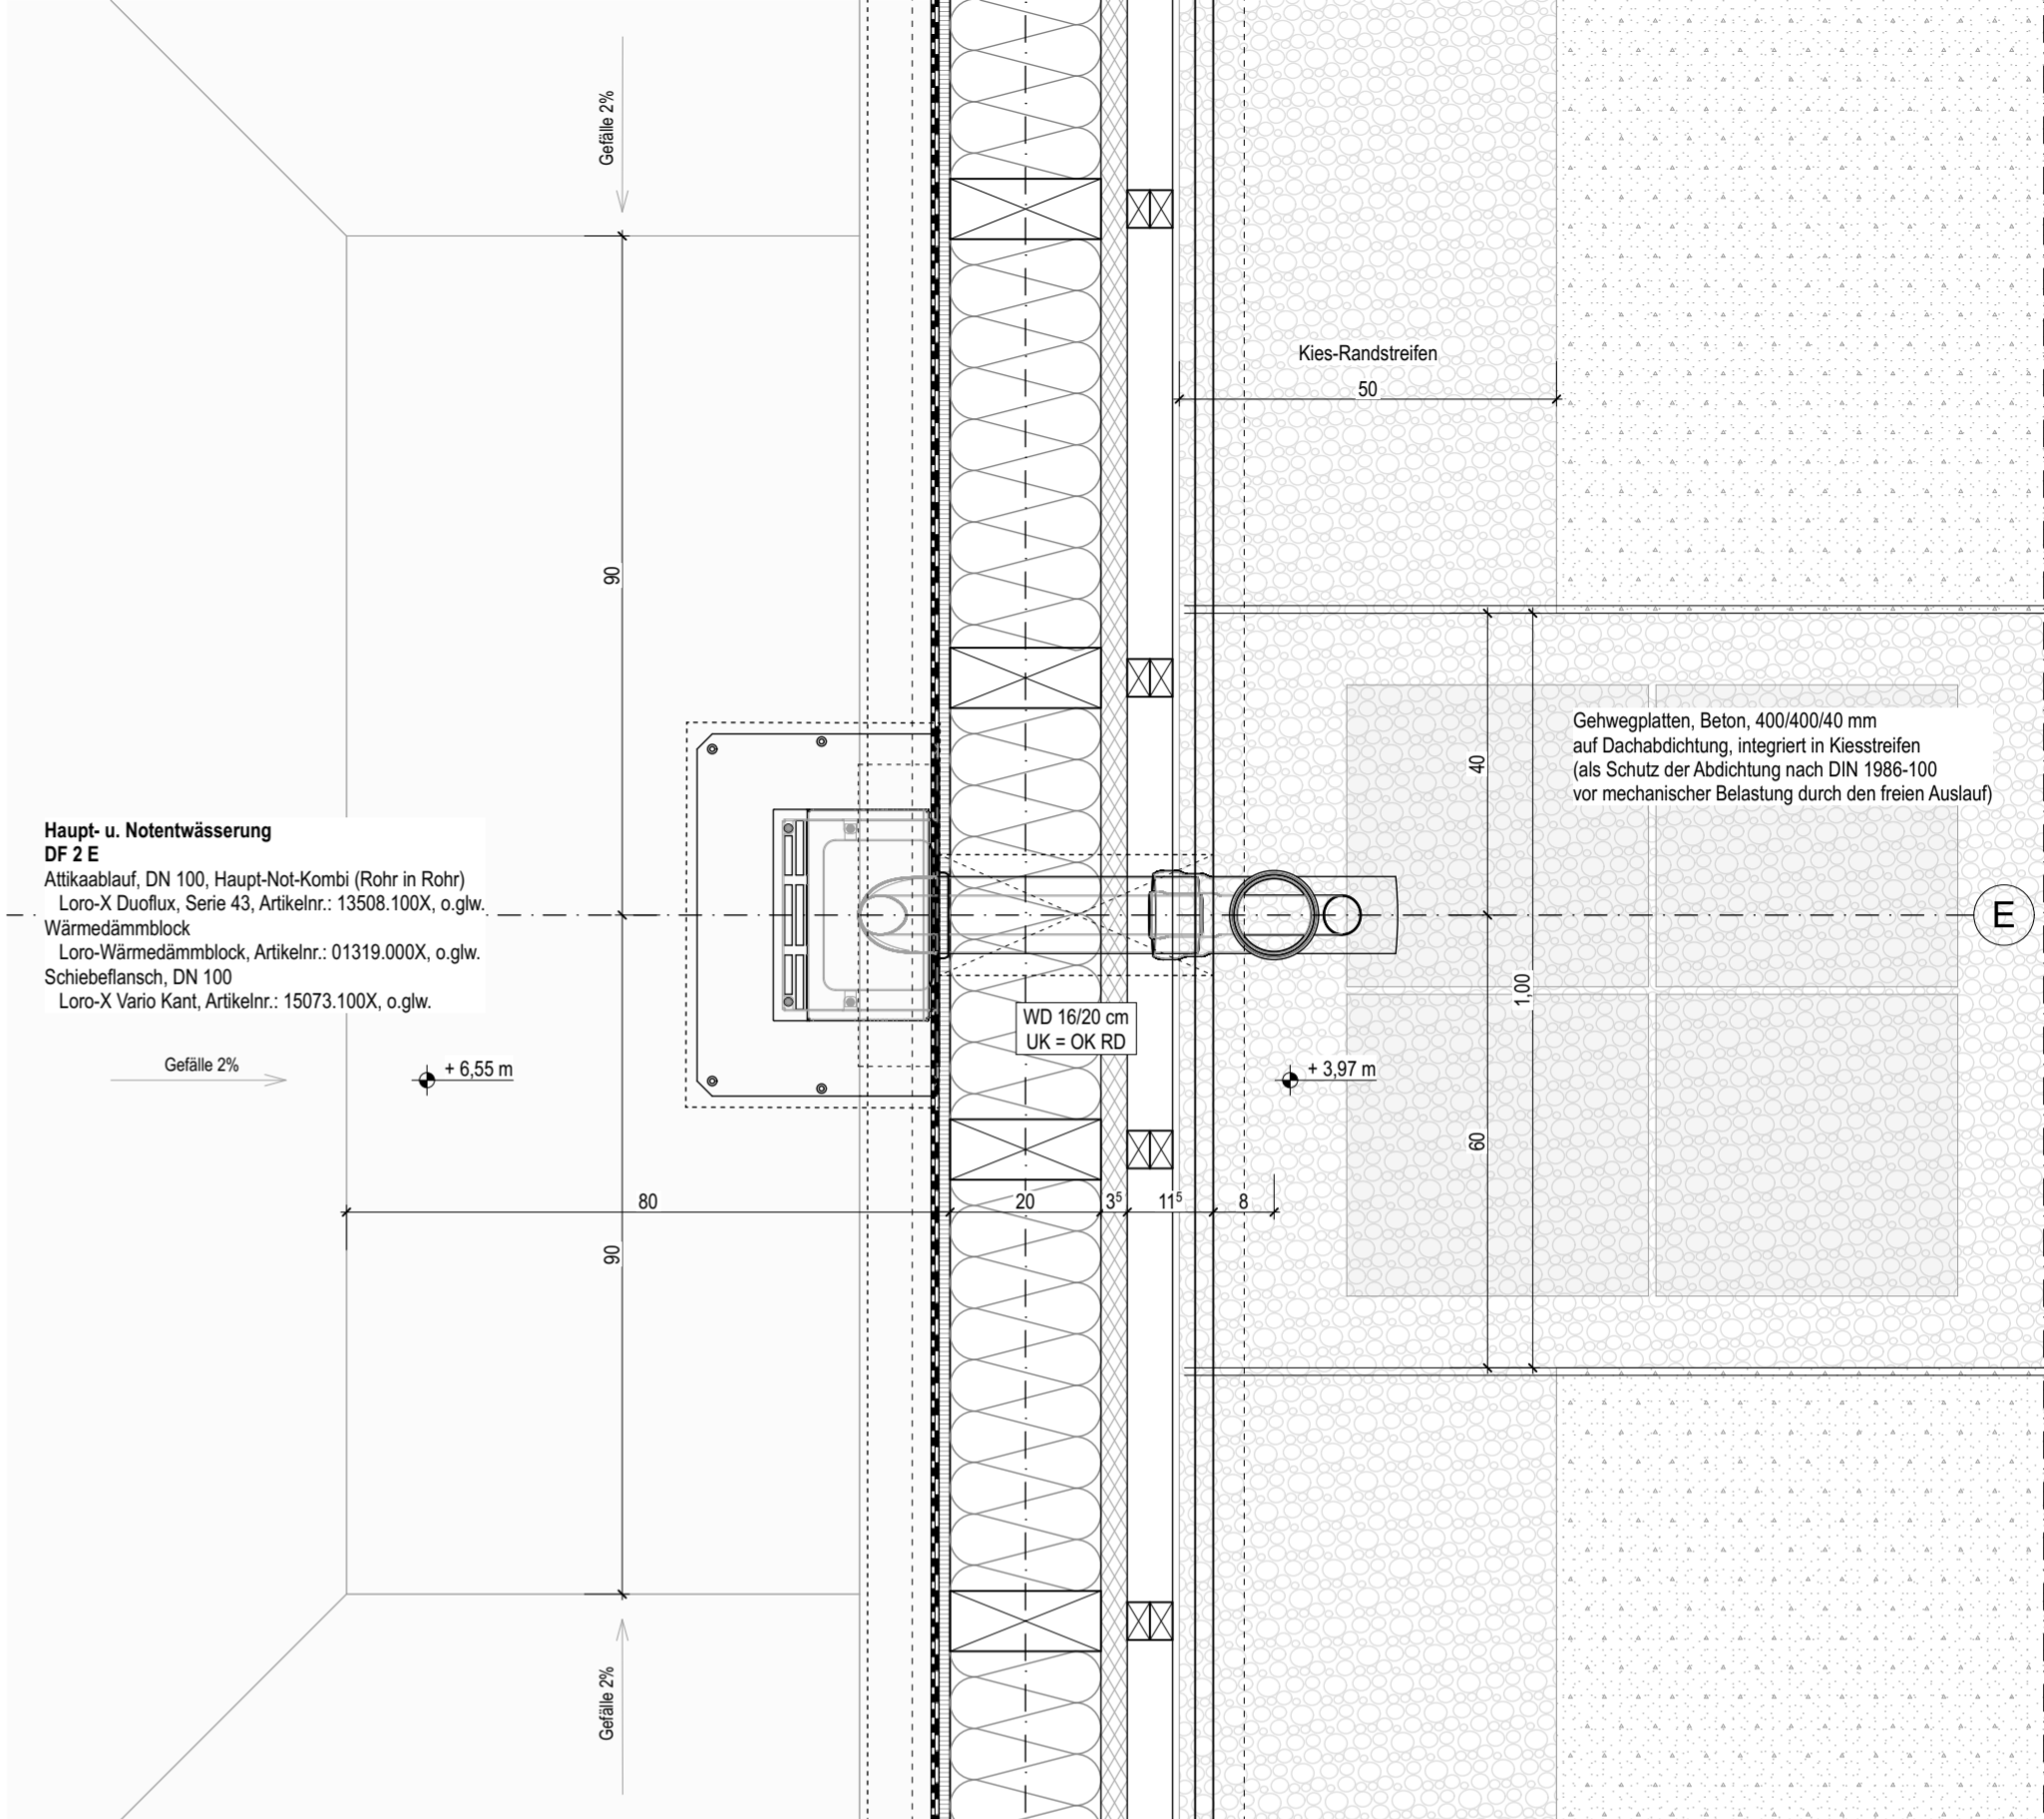 Gefälle 2%
Kies-Randstreifen
50
90
Gehwegplatten, Beton, 400/400/40 mm
auf Dachabdichtung, integriert in Kiesstreifen
(als Schutz der Abdichtung nach DIN 1986-100
vor mechanischer Belastung durch den freien Auslauf)
40
Haupt- u. Notentwässerung
DF 2 E
Attikaablauf, DN 100, Haupt-Not-Kombi (Rohr in Rohr)
Loro-X Duoflux, Serie 43, Artikelnr.: 13508.100X, o.glw.
Wärmedämmblock
Loro-Wärmedämmblock, Artikelnr.: 01319.000X, o.glw.
Schiebeflansch, DN 100
Loro-X Vario Kant, Artikelnr.: 15073.100X, o.glw.
E
1,00
WD 16/20 cm
UK = OK RD
Gefälle 2%
+ 6,55 m
+ 3,97 m
60
80
20
3⁵
11⁵
8
90
Gefälle 2%